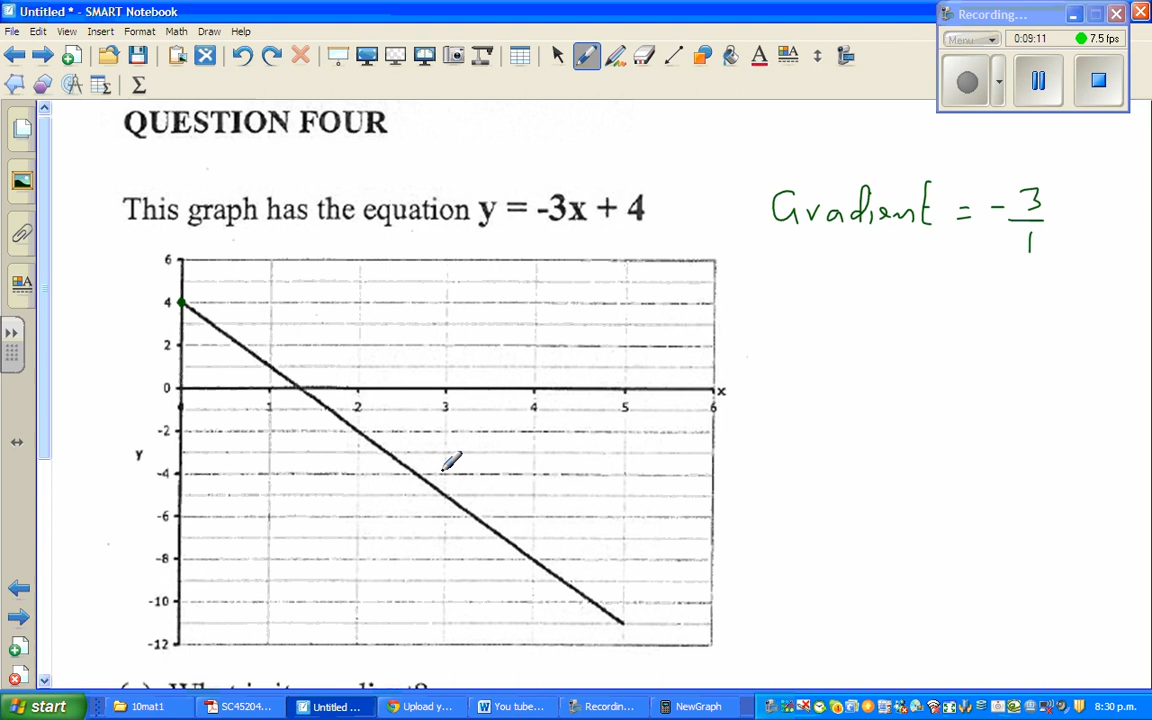 Untitled * - SMART Notebook
Recording...
File Edit View Insert Format Math Draw Help
Menu 0:09:11 7.5 fps
QUESTION FOUR
This graph has the equation y = -3x + 4
Gradient = - 3
1
6
4
2
0
-2
-4
-6
-8
-10
-12
y
1 2 3 4 5 6
x
start 10mat1 SC45204... Untitled ... Upload y... You tube... Recordin... NewGraph 8:30 p.m.